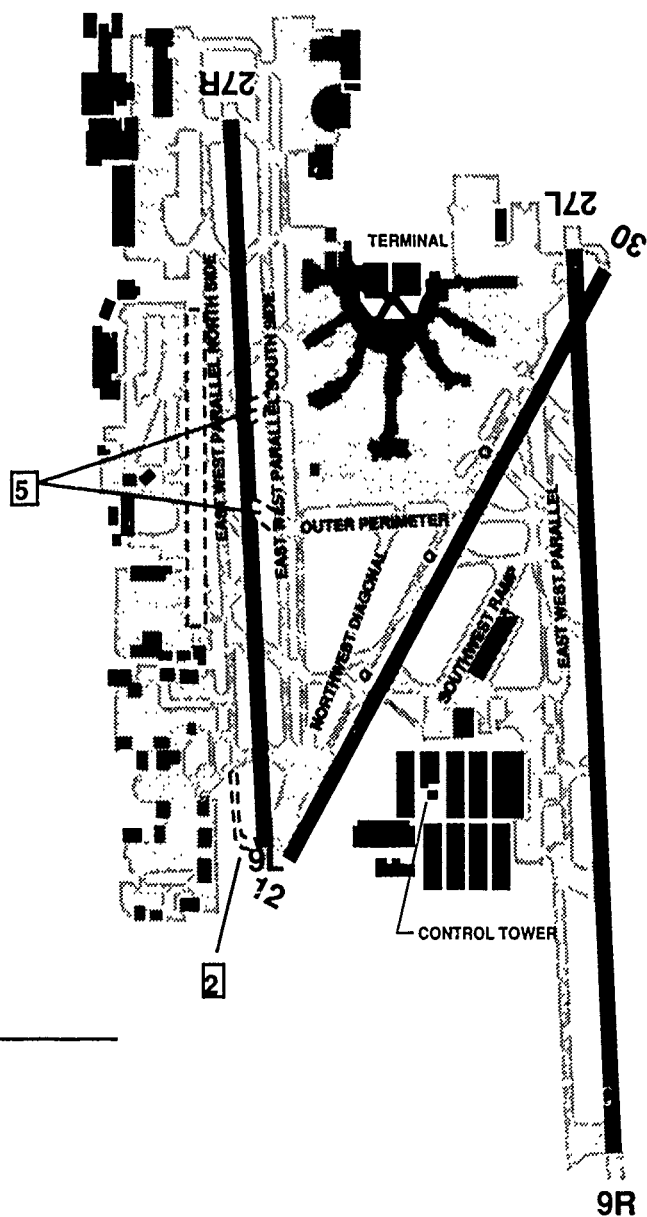 27R
27L
30
TERMINAL
EAST WEST PARALLEL NORTH SIDE
EAST WEST PARALLEL SOUTH SIDE
5
OUTER PERIMETER
Q
Q
Q
NORTHWEST DIAGONAL
SOUTHWEST RAMP
EAST WEST PARALLEL
9L
12
CONTROL TOWER
2
9R